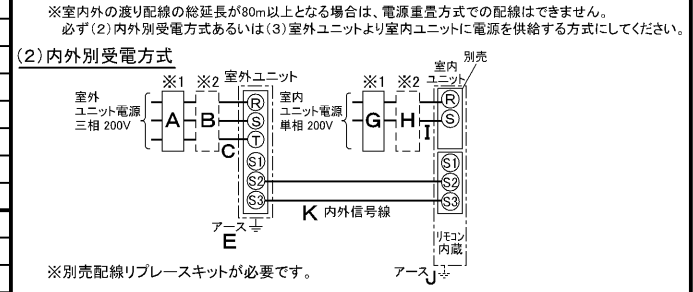 ※室内外の渡り配線の総延長が80m以上となる場合は、電源重畳方式での配線はできません。
必ず(2)内外別受電方式あるいは(3)室外ユニットより室内ユニットに電源を供給する方式にしてください。
(2)内外別受電方式
※1 ※2 室外ユニット
室外
ユニット電源
三相 200V
A B C
R
S
T
S1
S2
S3
アース
E
※1 ※2 室内
ユニット
別売
室内
ユニット電源
単相 200V
G H I
R
S
S1
S2
S3
K 内外信号線
リモコン
内蔵
アース J
※別売配線リプレースキットが必要です。